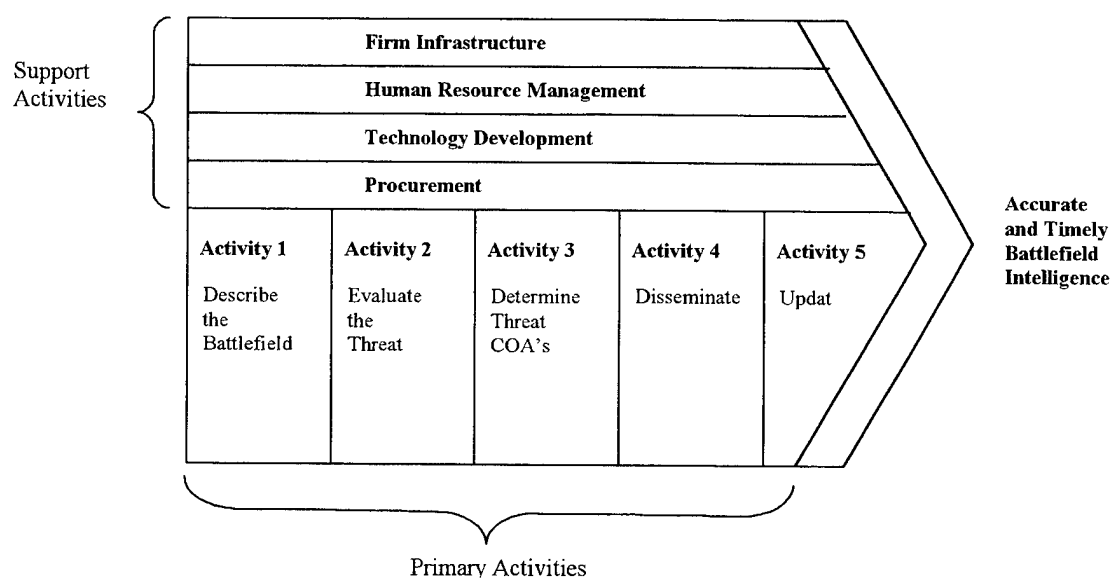 Support
Activities
Firm Infrastructure
Human Resource Management
Technology Development
Procurement
Activity 1
Describe
the
Battlefield
Activity 2
Evaluate
the
Threat
Activity 3
Determine
Threat
COA's
Activity 4
Disseminate
Activity 5
Updat
Accurate
and Timely
Battlefield
Intelligence
Primary Activities